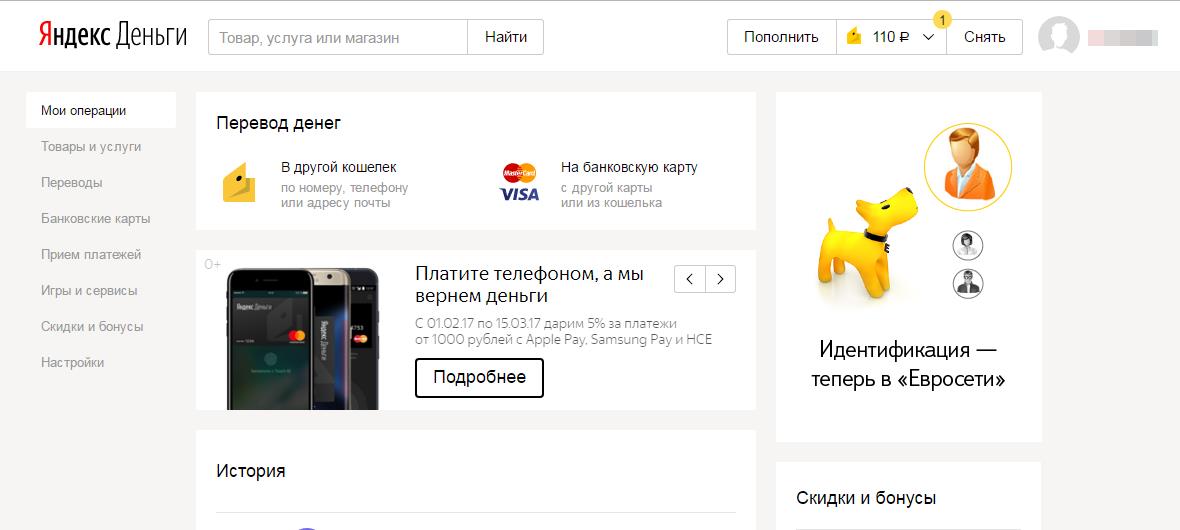 Яндекс Деньги
Товар, услуга или магазин
Найти
Пополнить
110 ₽
1
Снять
Мои операции
Товары и услуги
Переводы
Банковские карты
Прием платежей
Игры и сервисы
Скидки и бонусы
Настройки
Перевод денег
В другой кошелек
по номеру, телефону
или адресу почты
MasterCard
VISA
На банковскую карту
с другой карты
или из кошелька
0+
Яндекс Деньги
Яндекс Деньги
4753
Платите телефоном, а мы
вернем деньги
С 01.02.17 по 15.03.17 дарим 5% за платежи
от 1000 рублей с Apple Pay, Samsung Pay и HCE
Подробнее
История
Идентификация —
теперь в «Евросети»
Скидки и бонусы